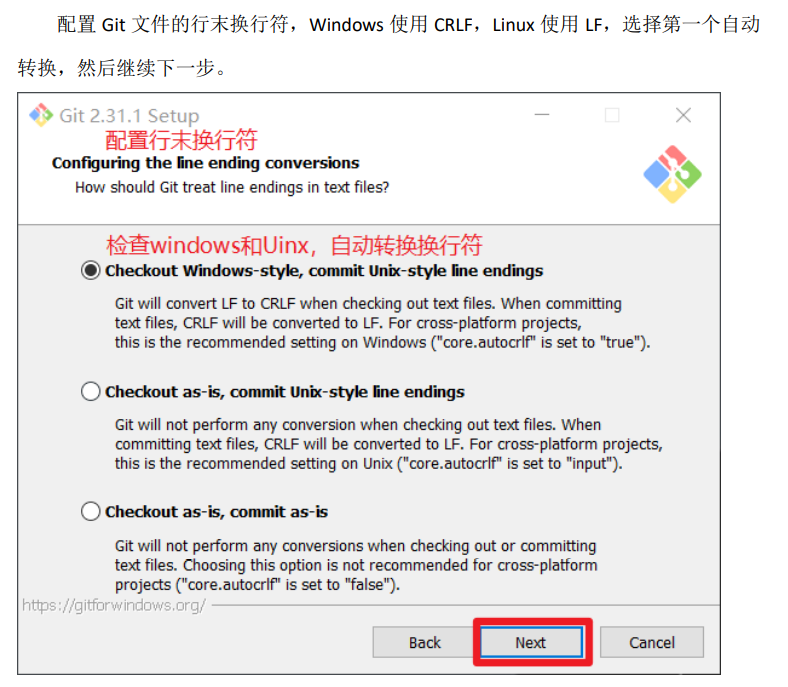 配置 Git 文件的行末换行符，Windows 使用 CRLF，Linux 使用 LF，选择第一个自动
转换，然后继续下一步。
Git 2.31.1 Setup
配置行末换行符
Configuring the line ending conversions
How should Git treat line endings in text files?
检查windows和Uinx，自动转换换行符
Checkout Windows-style, commit Unix-style line endings
Git will convert LF to CRLF when checking out text files. When committing
text files, CRLF will be converted to LF. For cross-platform projects,
this is the recommended setting on Windows ("core.autocrlf" is set to "true").
Checkout as-is, commit Unix-style line endings
Git will not perform any conversion when checking out text files. When
committing text files, CRLF will be converted to LF. For cross-platform projects,
this is the recommended setting on Unix ("core.autocrlf" is set to "input").
Checkout as-is, commit as-is
Git will not perform any conversions when checking out or committing
text files. Choosing this option is not recommended for cross-platform
projects ("core.autocrlf" is set to "false").
https://gitforwindows.org/
Back Next Cancel